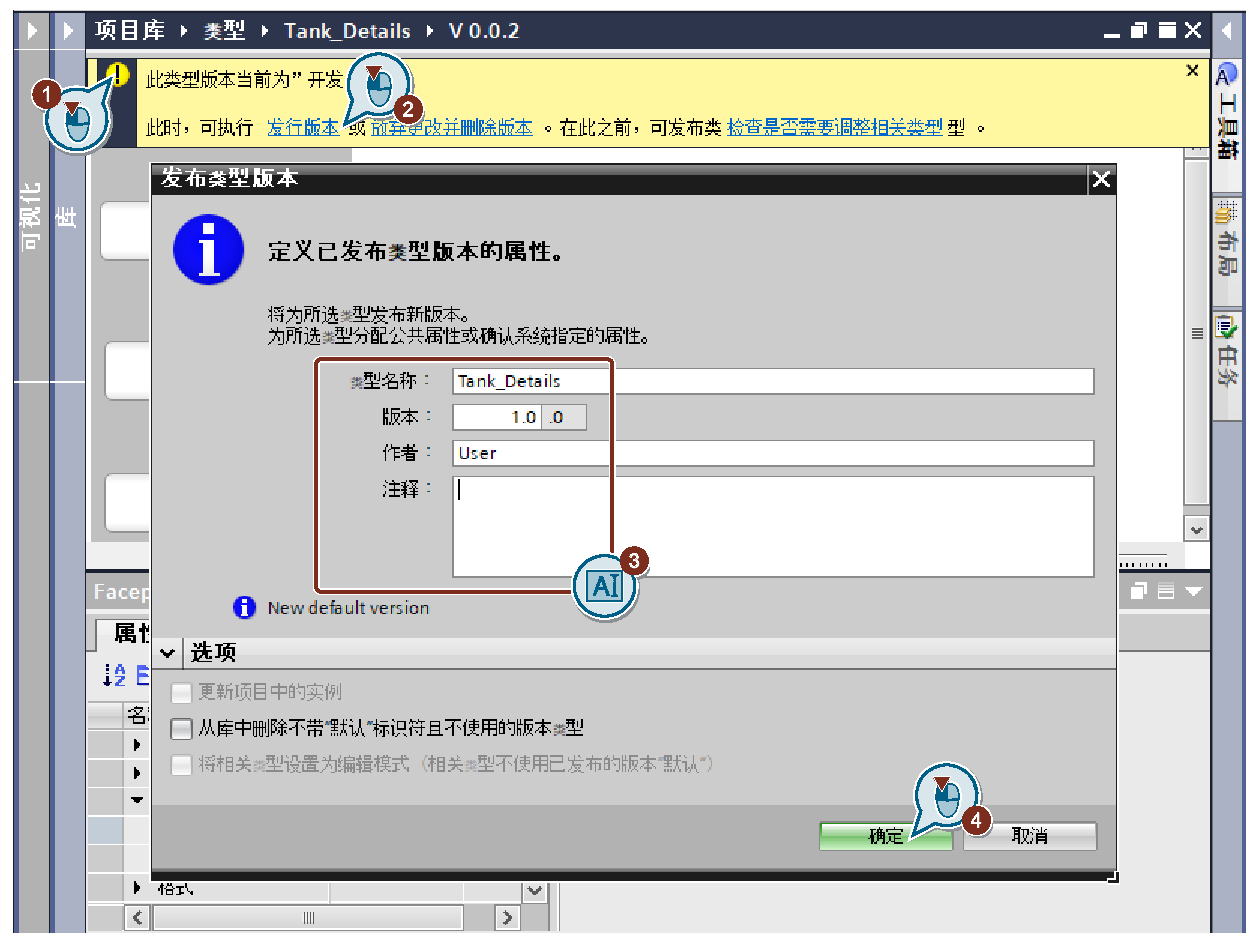 项目库 类型 Tank_Details V 0.0.2
此类型版本当前为"开发
1
2
此时，可执行 发行版本 或 放弃更改并删除版本 。在此之前，可发布类 检查是否需要调整相关类型 型 。
工具箱
可视化
库
布局
任务
发布类型版本
定义已发布类型版本的属性。
将为所选类型发布新版本。
为所选类型分配公共属性或确认系统指定的属性。
类型名称： Tank_Details
版本： 1.0 .0
作者： User
注释：
3
AI
New default version
Facep
属性
选项
更新项目中的实例
从库中删除不带"默认"标识符且不使用的版本类型
将相关类型设置为编辑模式（相关类型不使用已发布的版本"默认"）
4
确定 取消
格式